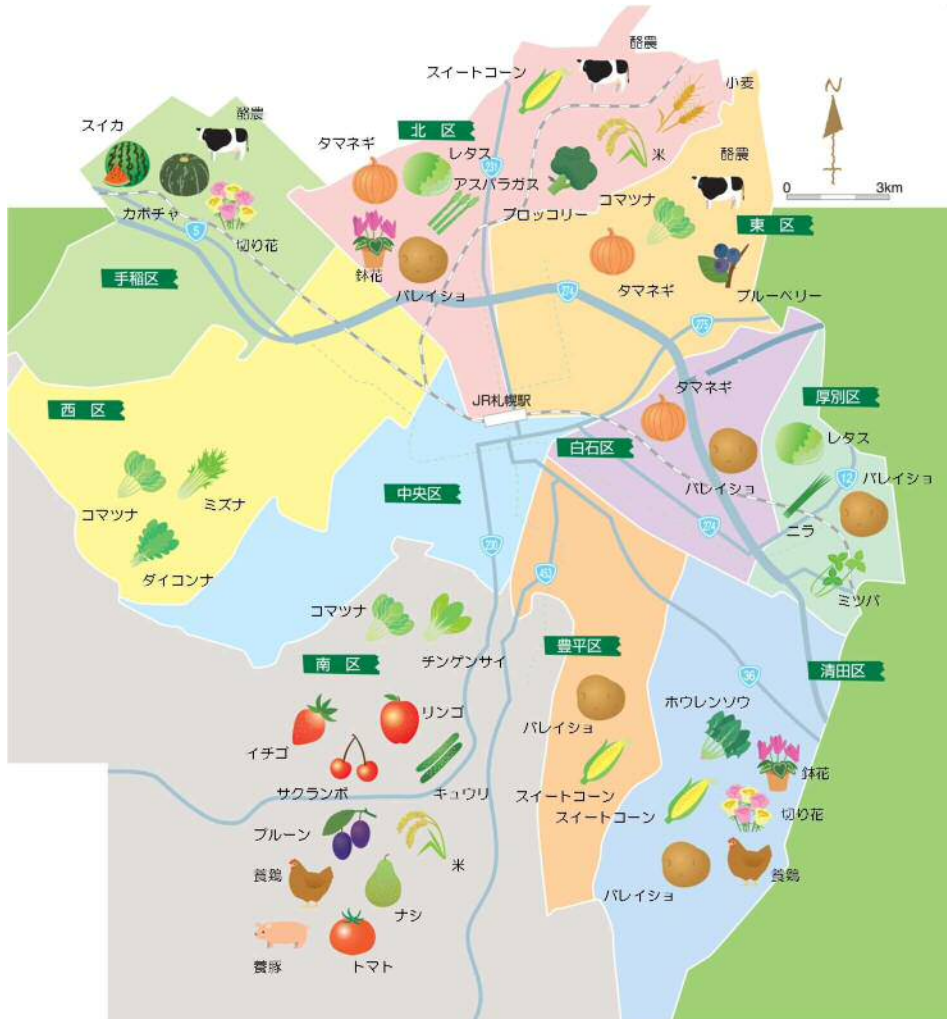 酪農
スイートコーン
小麦
N
酪農
スイカ
北 区
タマネギ
レタス
231
米
酪農
アスパラガス
0 3km
カボチャ
ブロッコリー
コマツナ
東 区
5
切り花
鉢花
手稲区
バレイショ
274
タマネギ
ブルーベリー
275
タマネギ
JR札幌駅
厚別区
西 区
レタス
白石区
12
バレイショ
中央区
バレイショ
コマツナ
ミズナ
274
ニラ
230
453
ダイコンナ
ミツバ
コマツナ
豊平区
南 区
チンゲンサイ
清田区
36
ホウレンソウ
リンゴ
バレイショ
イチゴ
鉢花
サクランボ
キュウリ
スイートコーン
スイートコーン
切り花
プルーン
米
養鶏
養鶏
バレイショ
ナシ
養豚
トマト